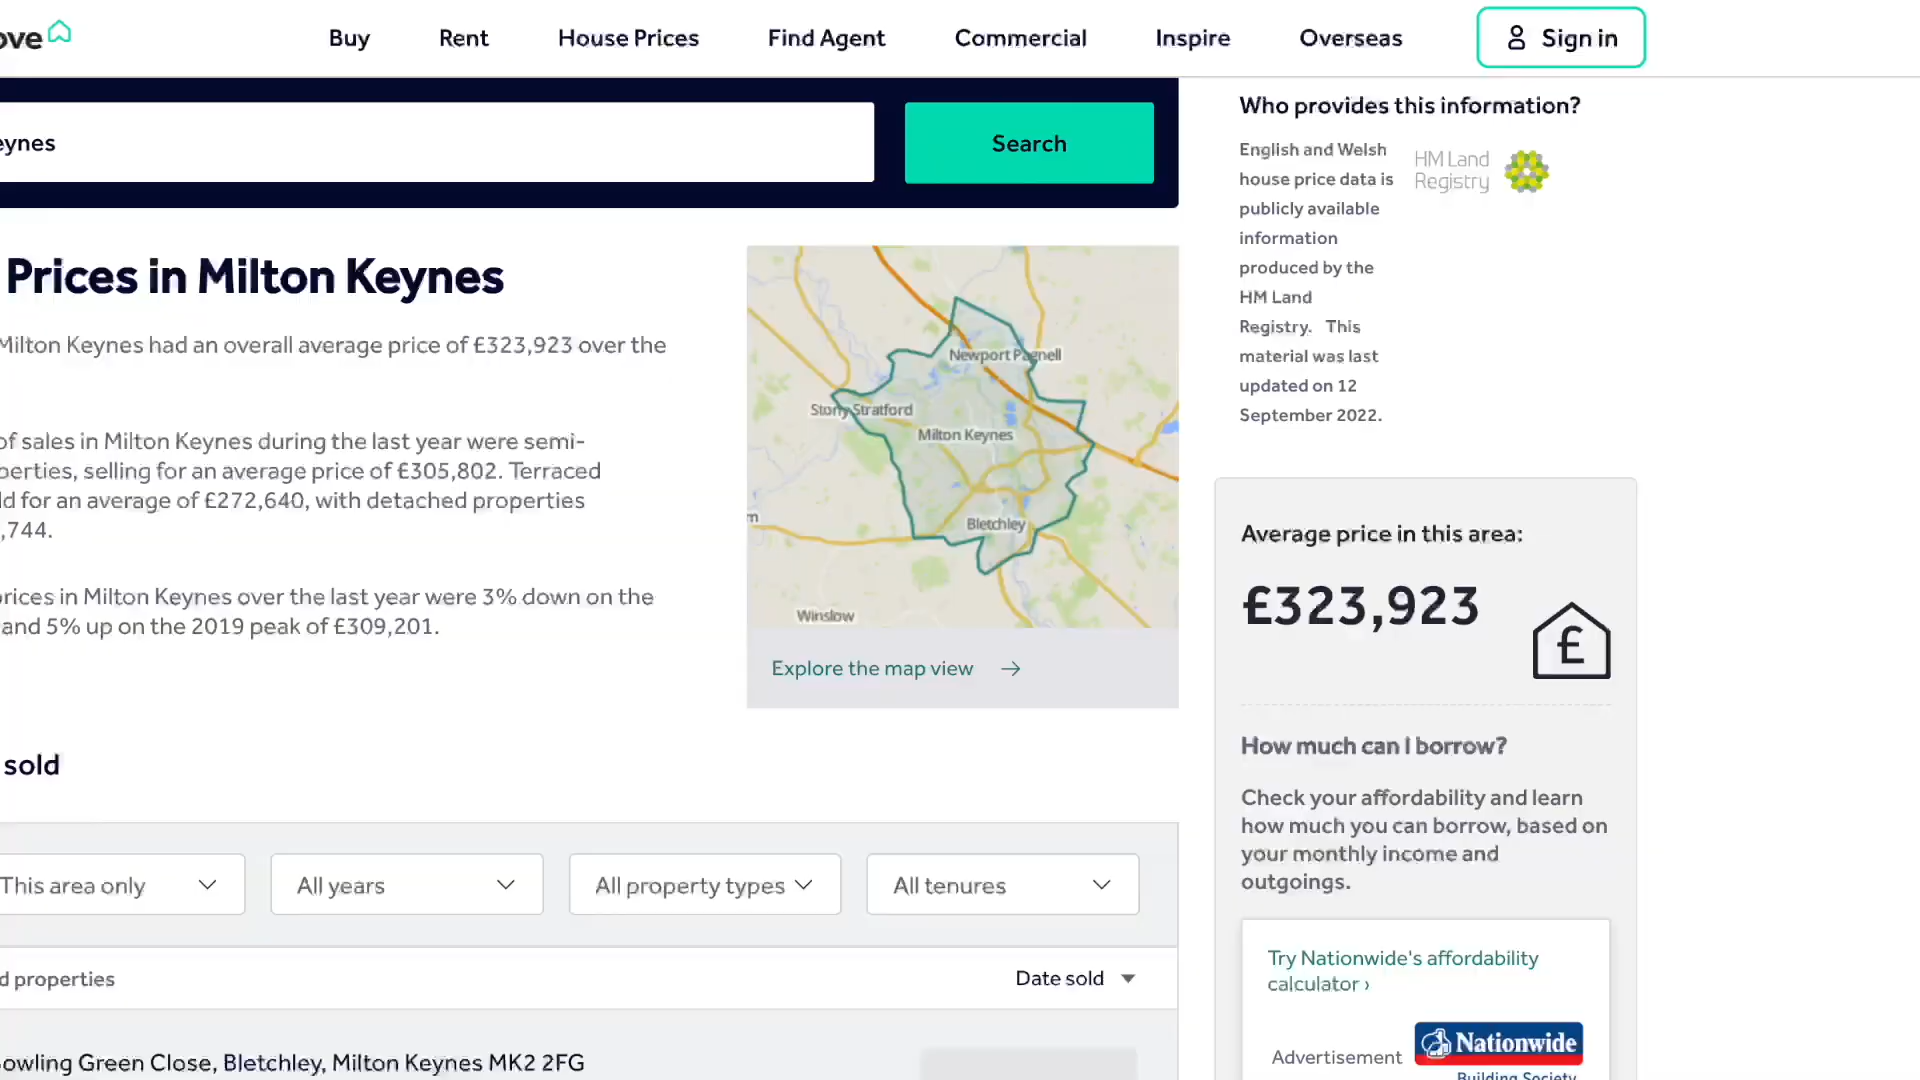 ove
Buy
Rent
House Prices
Find Agent
Commercial
Inspire
Overseas
Sign in
eynes
Search
Prices in Milton Keynes
Milton Keynes had an overall average price of £323,923 over the
of sales in Milton Keynes during the last year were semi-
perties, selling for an average price of £305,802. Terraced
ld for an average of £272,640, with detached properties
,744.
prices in Milton Keynes over the last year were 3% down on the
and 5% up on the 2019 peak of £309,201.
Newport Pagnell
Stony Stratford
Milton Keynes
Bletchley
m
Winslow
Explore the map view
Who provides this information?
English and Welsh
house price data is
publicly available
information
produced by the
HM Land
Registry. This
material was last
updated on 12
September 2022.
HM Land
Registry
Average price in this area:
£323,923
£
How much can I borrow?
Check your affordability and learn
how much you can borrow, based on
your monthly income and
outgoings.
Try Nationwide's affordability
calculator ›
Advertisement
Nationwide
Building Society
sold
This area only
All years
All property types
All tenures
d properties
Date sold
owling Green Close, Bletchley, Milton Keynes MK2 2FG